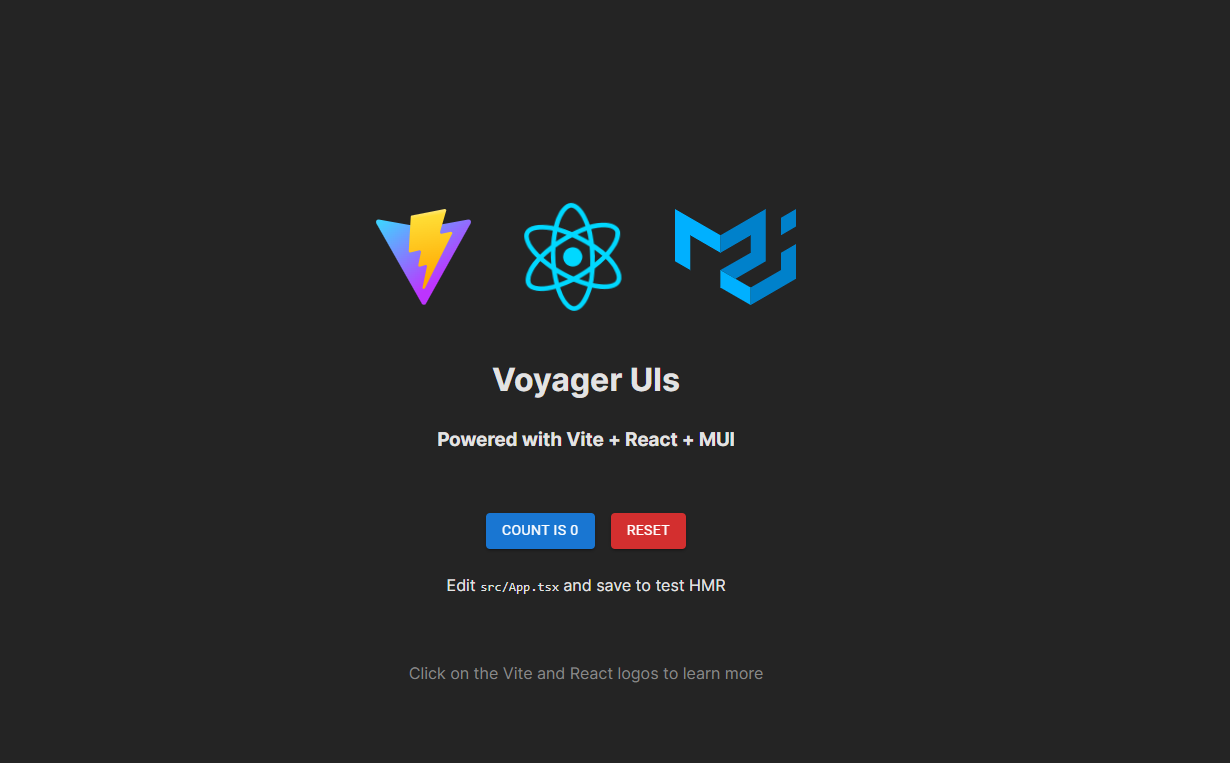 Voyager UIs
Powered with Vite + React + MUI
COUNT IS 0 RESET
Edit src/App.tsx and save to test HMR
Click on the Vite and React logos to learn more